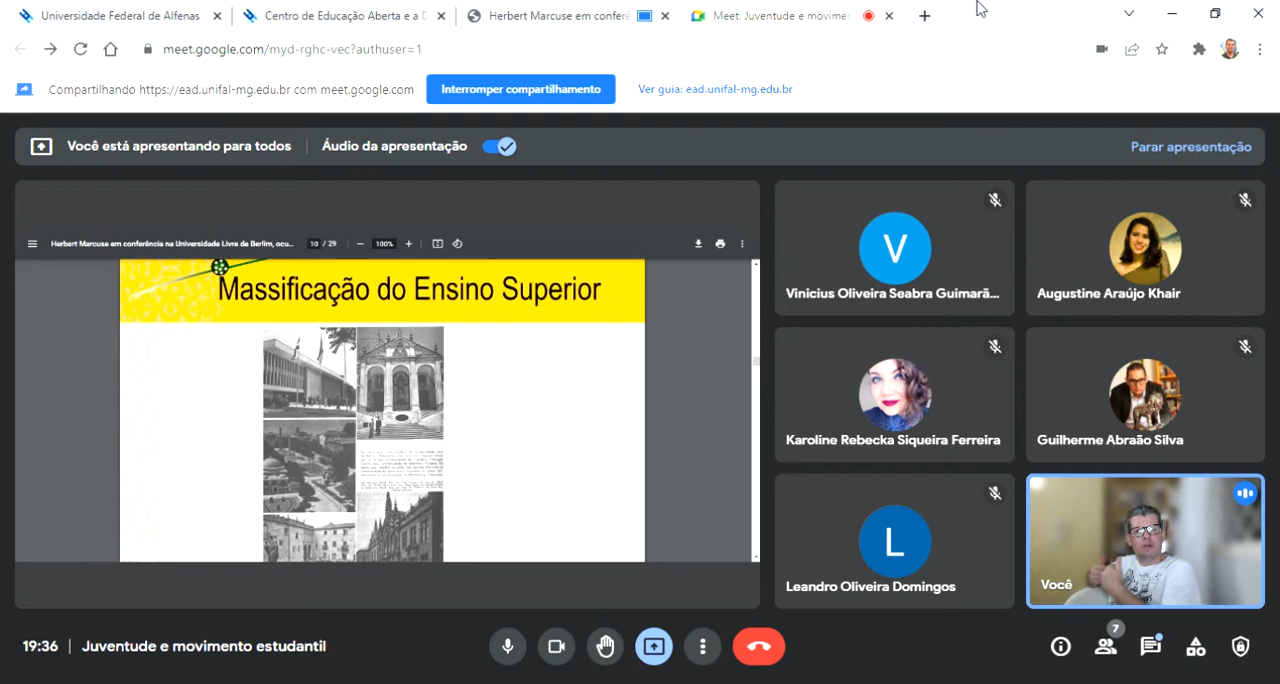 Universidade Federal de Alfenas
Centro de Educação Aberta e a D
Herbert Marcuse em conferê
Meet: Juventude e movimen
meet.google.com/myd-rghc-vec?authuser=1
Compartilhando https://ead.unifal-mg.edu.br com meet.google.com
Interromper compartilhamento
Ver guia: ead.unifal-mg.edu.br
Você está apresentando para todos
Áudio da apresentação
Parar apresentação
Herbert Marcuse em conferência na Universidade Livre de Berlim, ocu...
10 / 29
100%
Massificação do Ensino Superior
V
Vinicius Oliveira Seabra Guimarã...
Augustine Araújo Khair
Karoline Rebecka Siqueira Ferreira
Guilherme Abraão Silva
L
Leandro Oliveira Domingos
Você
19:36
Juventude e movimento estudantil
7